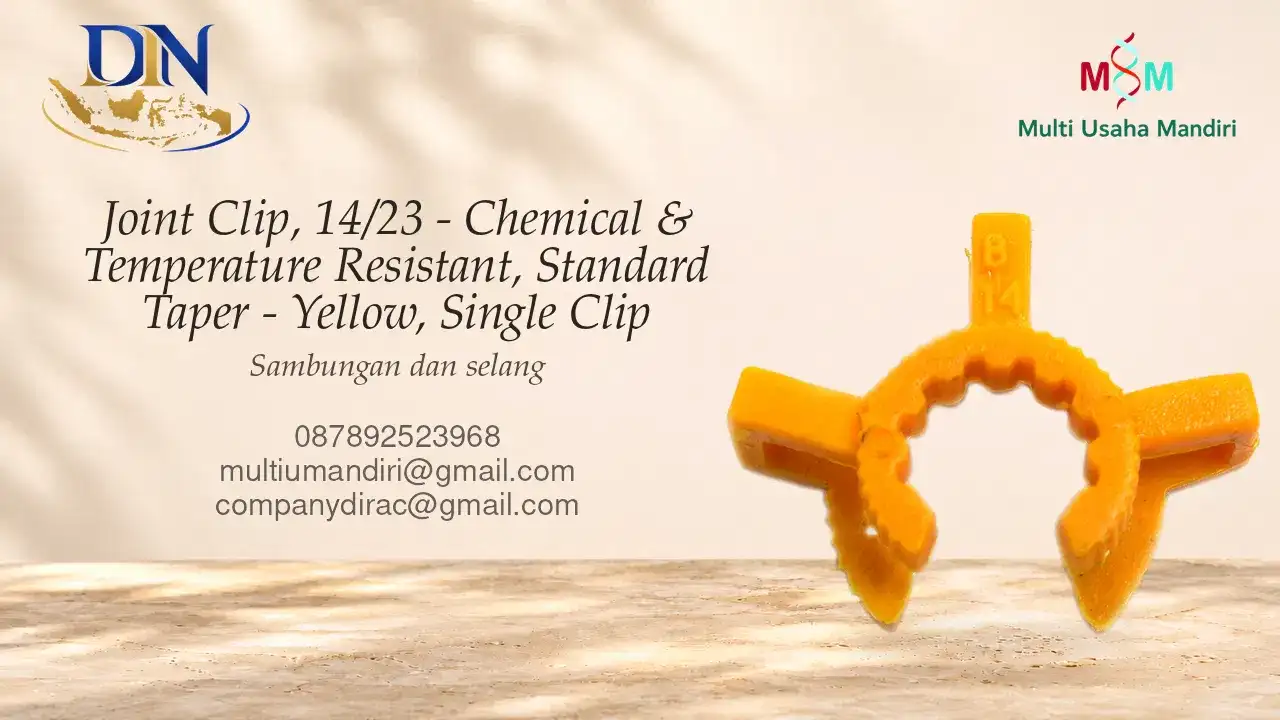 DN
M M
Multi Usaha Mandiri
Joint Clip, 14/23 - Chemical &
Temperature Resistant, Standard
Taper - Yellow, Single Clip
Sambungan dan selang
087892523968
multiumandiri@gmail.com
companydirac@gmail.com
8
14